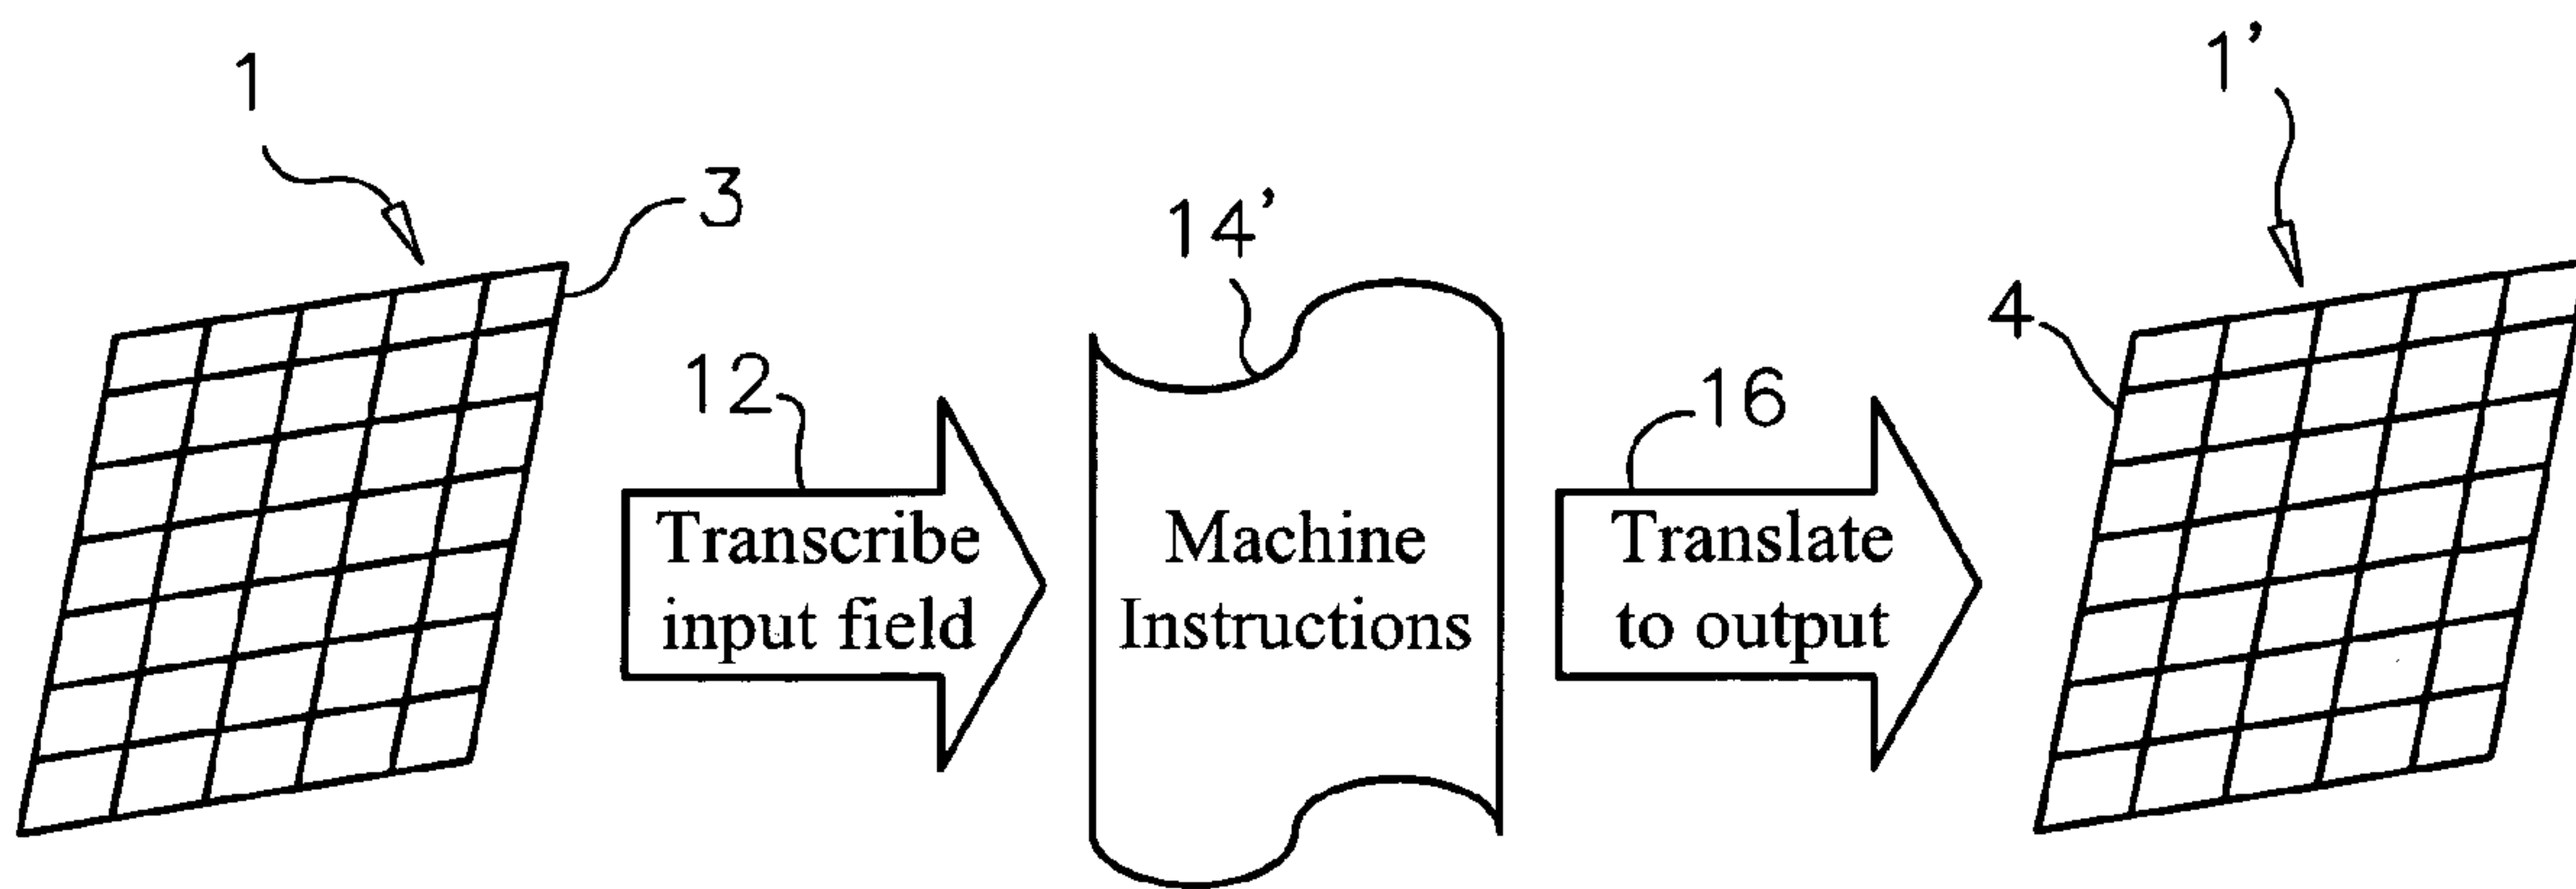 1
1’
3
14’
4
12
16
Transcribe
input field
Machine
Instructions
Translate
to output